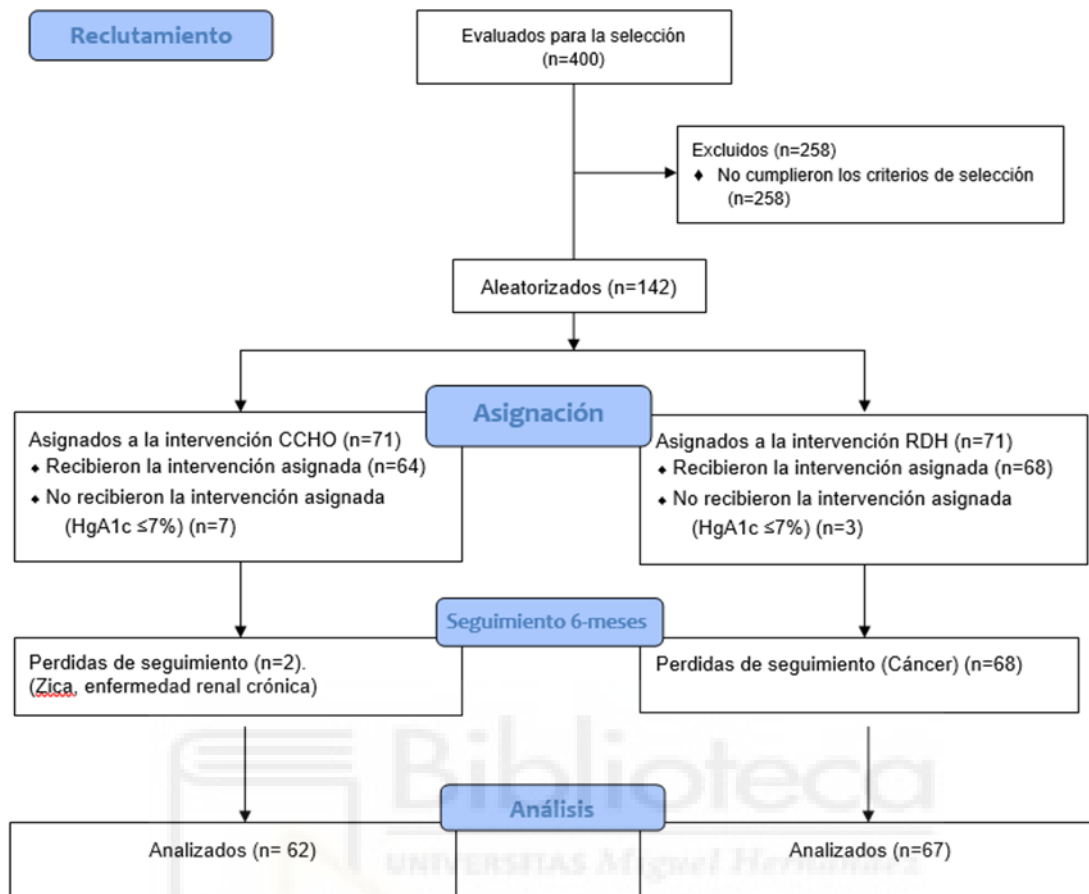 Reclutamiento
Evaluados para la selección
(n=400)
Excluidos (n=258)
♦ No cumplieron los criterios de selección
(n=258)
Aleatorizados (n=142)
Asignación
Asignados a la intervención CCHO (n=71)
♦ Recibieron la intervención asignada (n=64)
♦ No recibieron la intervención asignada
(HgA1c ≤7%) (n=7)
Asignados a la intervención RDH (n=71)
♦ Recibieron la intervención asignada (n=68)
♦ No recibieron la intervención asignada
(HgA1c ≤7%) (n=3)
Seguimiento 6-meses
Perdidas de seguimiento (n=2).
(Zica, enfermedad renal crónica)
Perdidas de seguimiento (Cáncer) (n=68)
Biblioteca
Análisis
Analizados (n= 62)
Analizados (n=67)
UNIVERSITAS Miguel Hernández